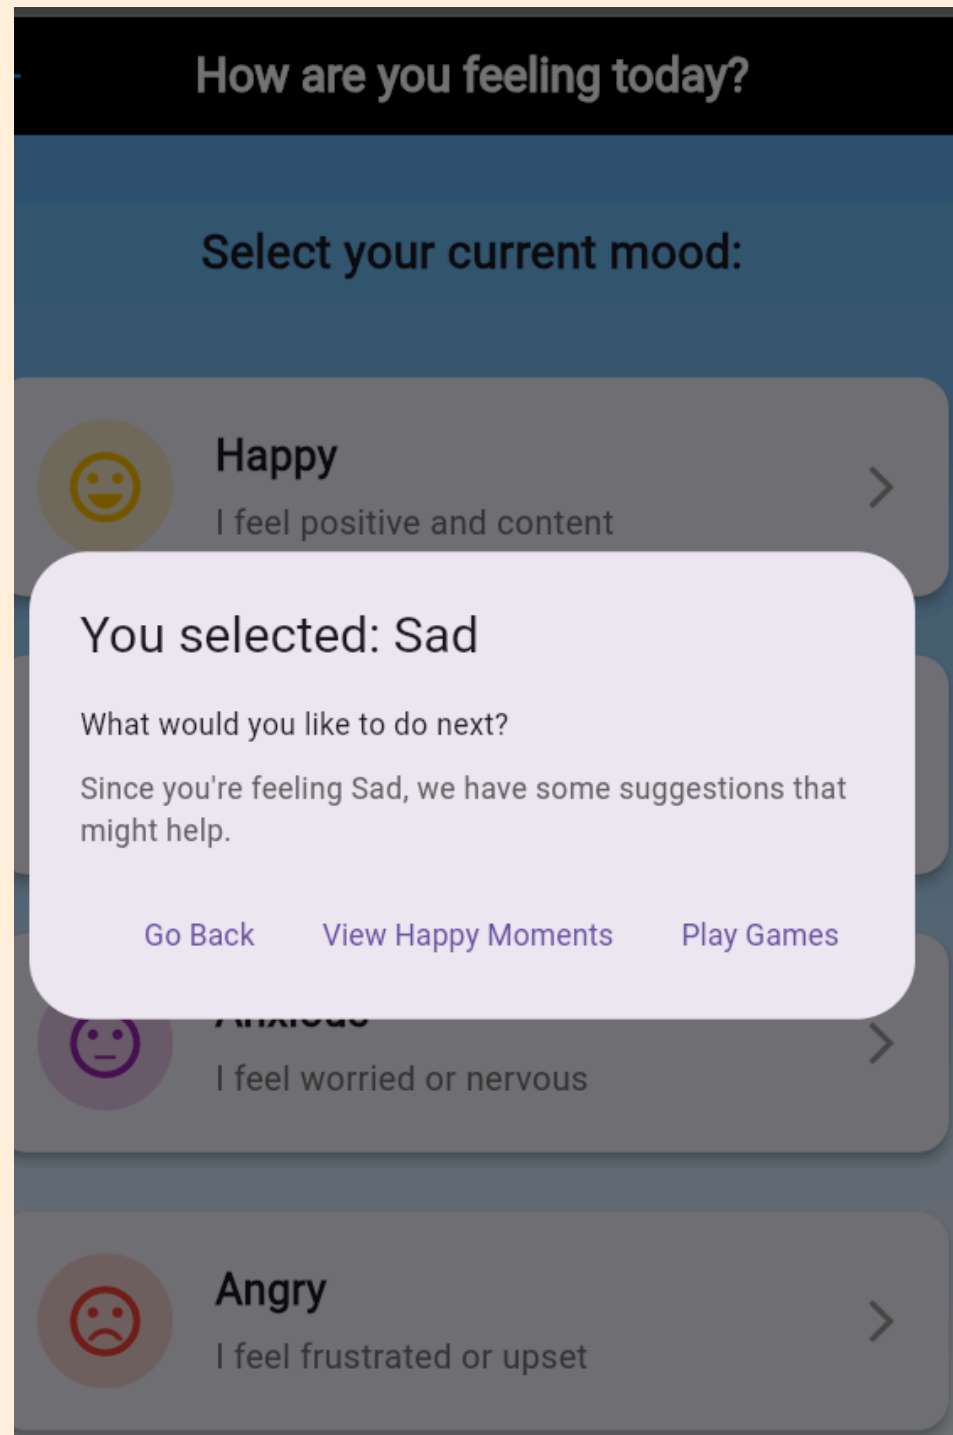 How are you feeling today?
Select your current mood:
Happy
I feel positive and content
You selected: Sad
What would you like to do next?
Since you're feeling Sad, we have some suggestions that
might help.
Go Back
View Happy Moments
Play Games
Anxious
I feel worried or nervous
Angry
I feel frustrated or upset